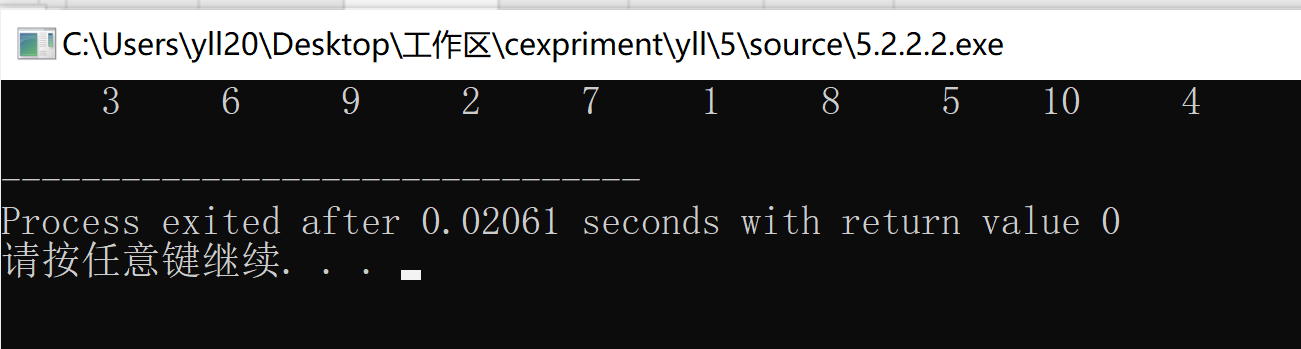 C:\Users\yll20\Desktop\工作区\cexpriment\yll\5\source\5.2.2.2.exe
3 6 9 2 7 1 8 5 10 4
--------------------------------
Process exited after 0.02061 seconds with return value 0
请按任意键继续. . .